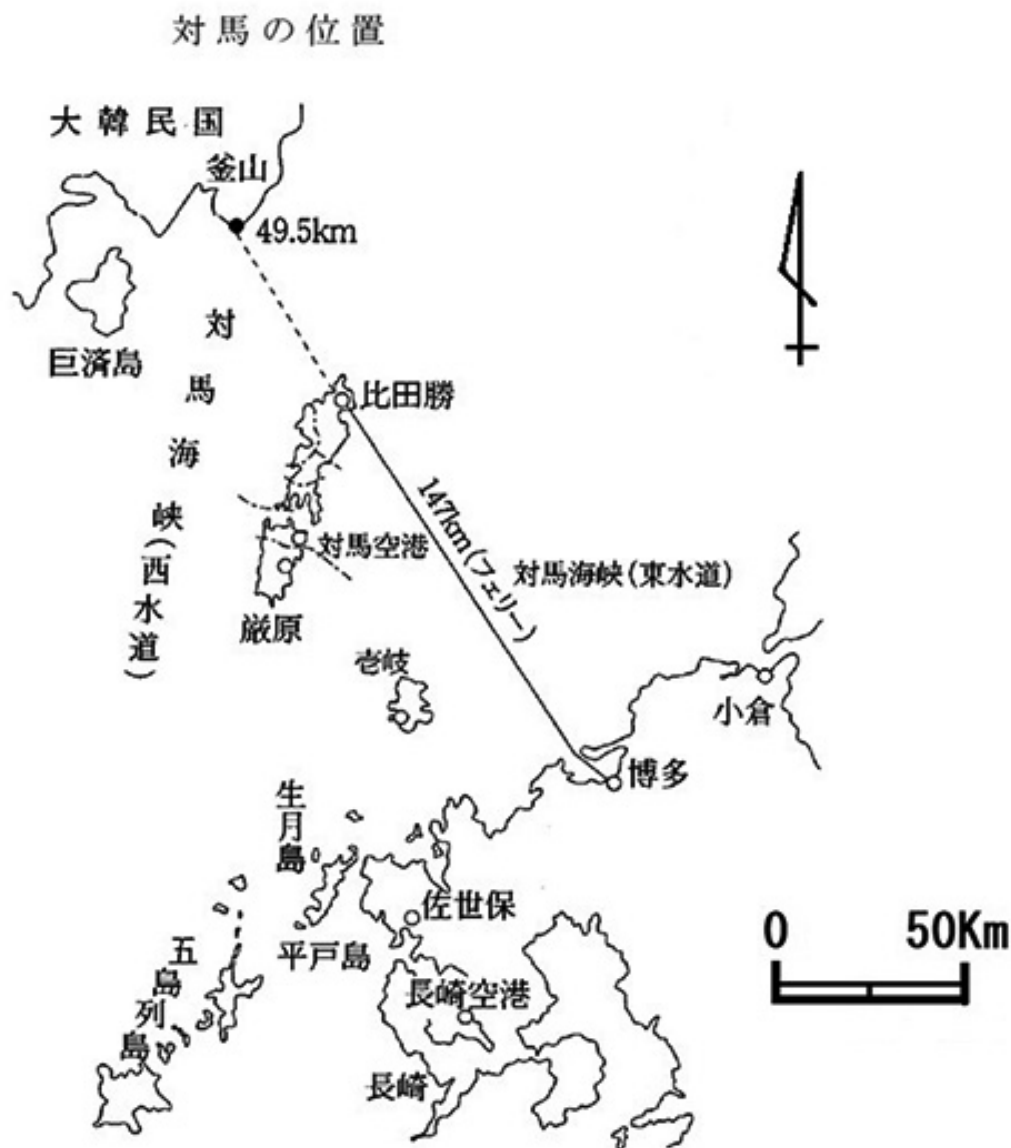 対馬の位置
大韓民国
釜山
49.5km
巨済島
対馬海峡(西水道)
比田勝
147km(フェリー)
対馬空港
対馬海峡(東水道)
厳原
壱岐
小倉
博多
生月島
佐世保
平戸島
五島列島
長崎空港
長崎
0 50Km